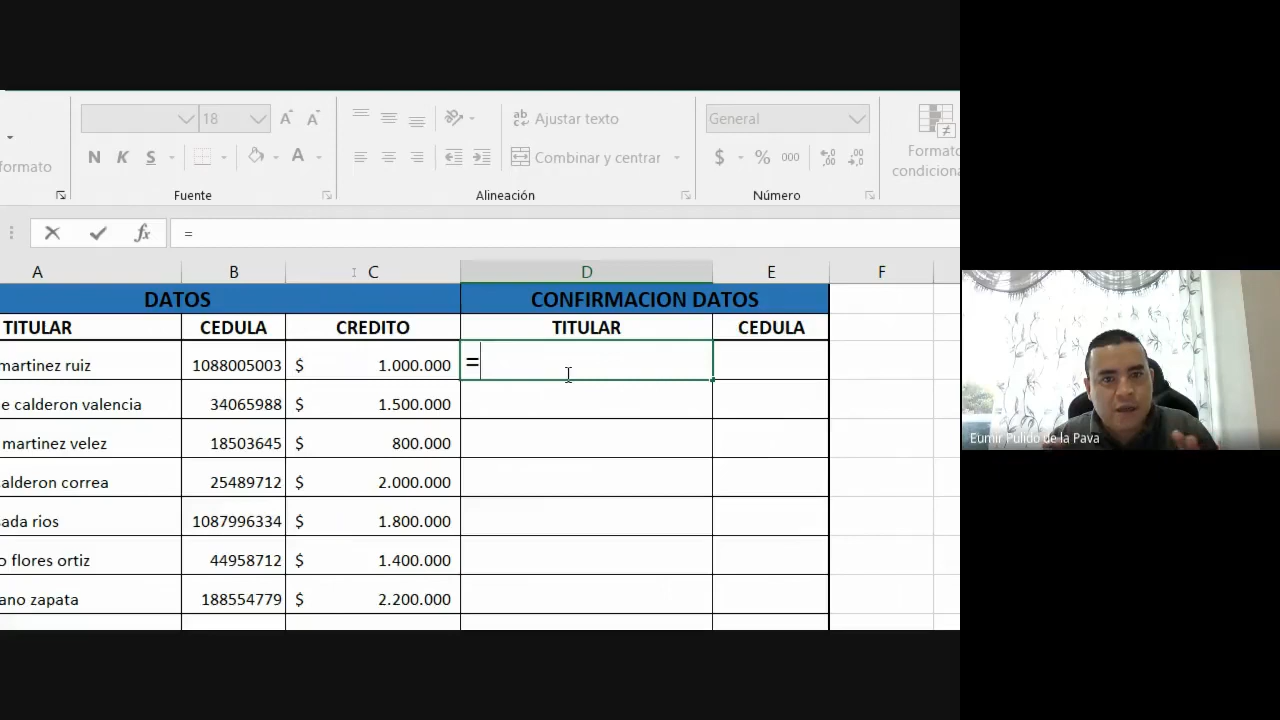 18
Ajustar texto
General
formato
N K S
A
Combinar y centrar
$ % 000
Formato
condiciona
Fuente
Alineación
Número
fx =
A B C D E F
DATOS CONFIRMACION DATOS
TITULAR CEDULA CREDITO TITULAR CEDULA
martinez ruiz 1088005003 $ 1.000.000 =
e calderon valencia 34065988 $ 1.500.000
martinez velez 18503645 $ 800.000
alderon correa 25489712 $ 2.000.000
ada rios 1087996334 $ 1.800.000
o flores ortiz 44958712 $ 1.400.000
ano zapata 188554779 $ 2.200.000
Eumir Pulido de la Pava